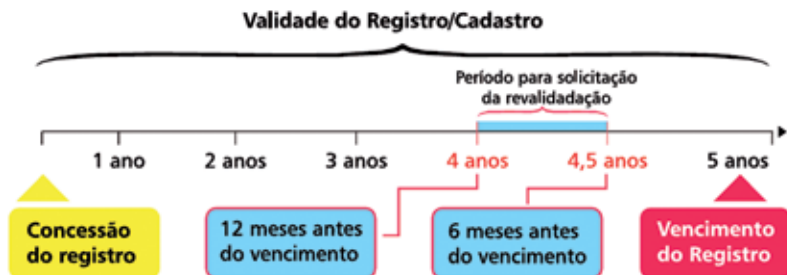 Validade do Registro/Cadastro
Período para solicitação
da revalidadação
1 ano
2 anos
3 anos
4 anos
4,5 anos
5 anos
Concessão
do registro
12 meses antes
do vencimento
6 meses antes
do vencimento
Vencimento
do Registro